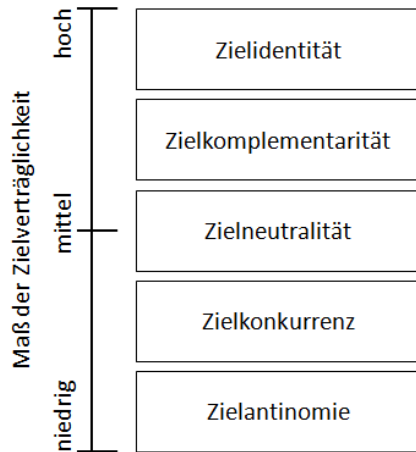 Maß der Zielverträglichkeit
hoch
mittel
niedrig
Zielidentität
Zielkomplementarität
Zielneutralität
Zielkonkurrenz
Zielantinomie